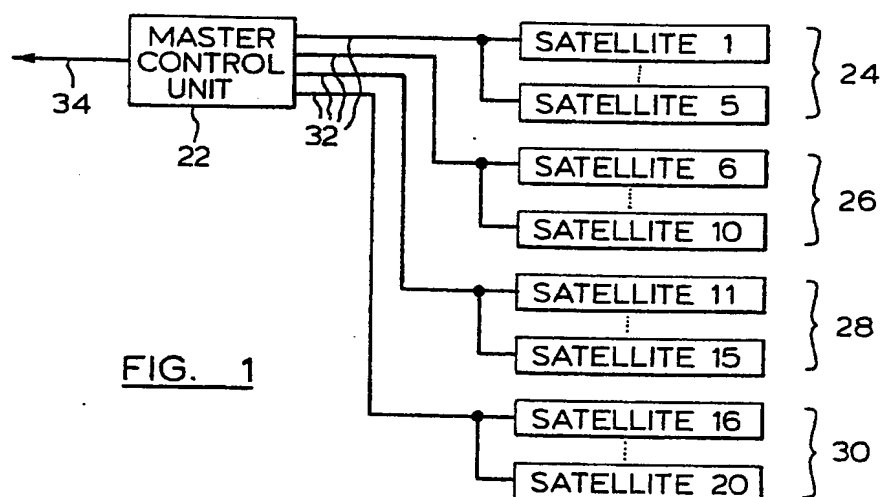 MASTER
CONTROL
UNIT
34
22
32
SATELLITE 1
SATELLITE 5
24
SATELLITE 6
SATELLITE 10
26
SATELLITE 11
SATELLITE 15
28
SATELLITE 16
SATELLITE 20
30
FIG. 1